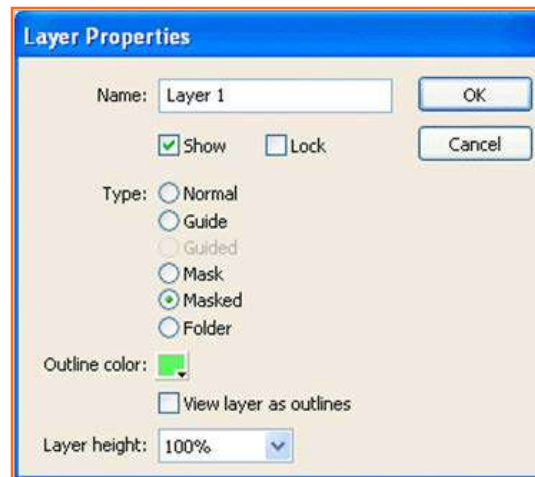 Layer Properties
Name: Layer 1 OK
Show Lock Cancel
Type: Normal
Guide
Guided
Mask
Masked
Folder
Outline color:
View layer as outlines
Layer height: 100%